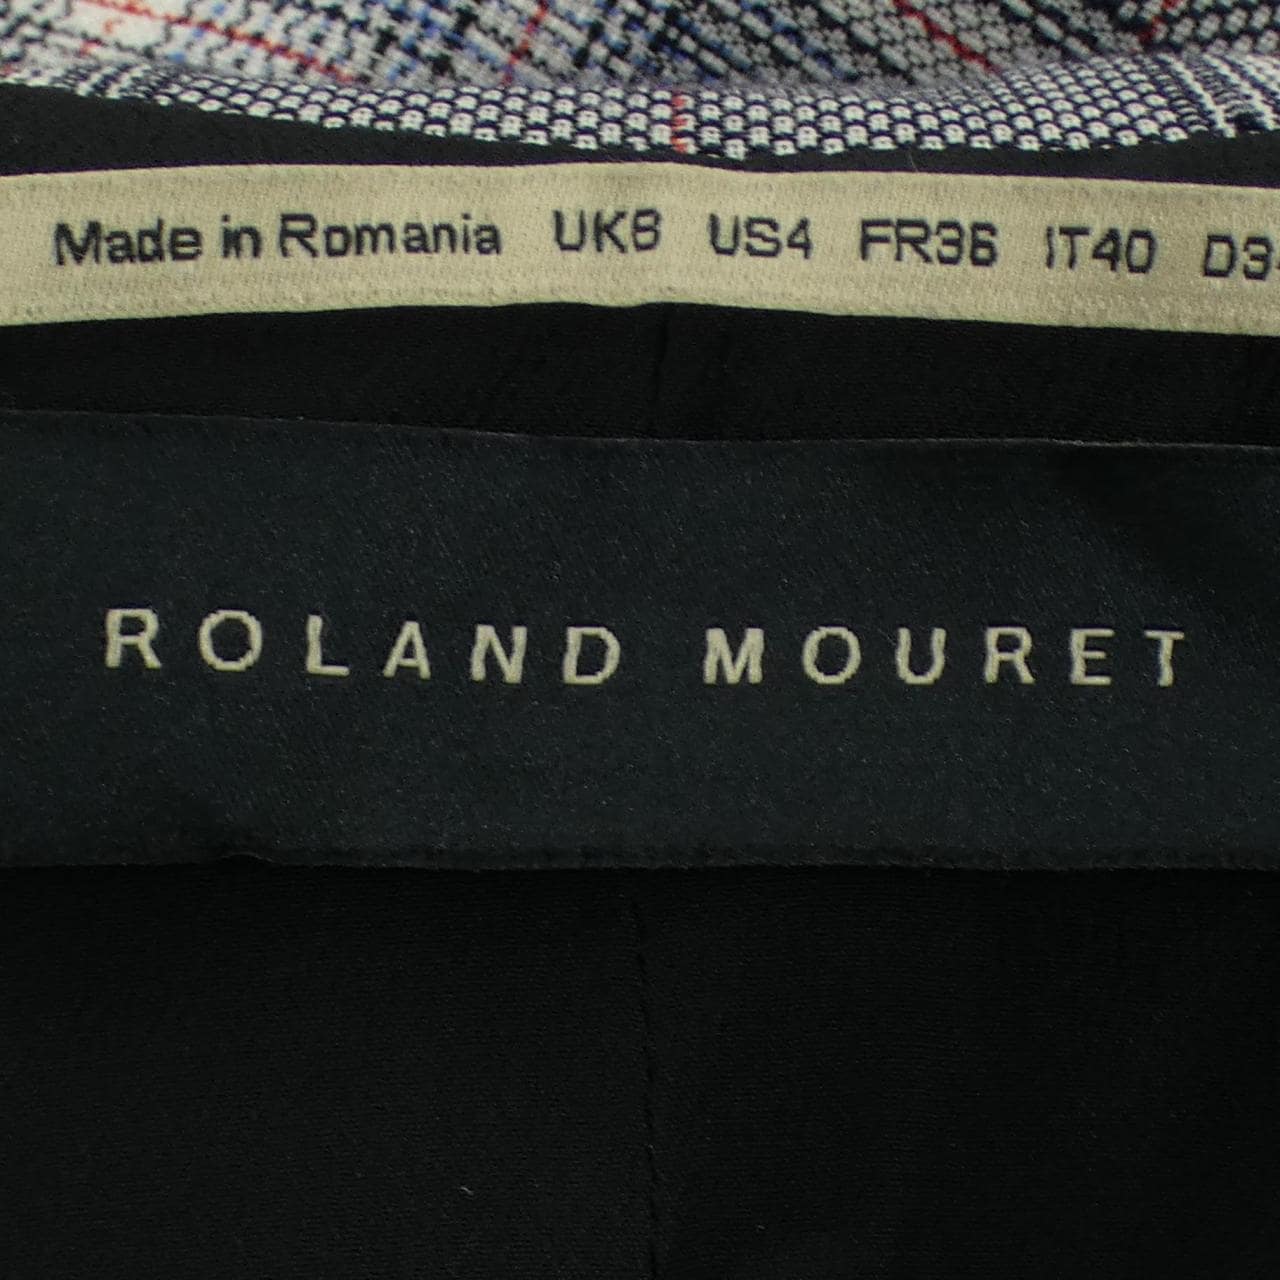 Made in Romania UK8 US4 FR36 IT40
ROLAND MOURET